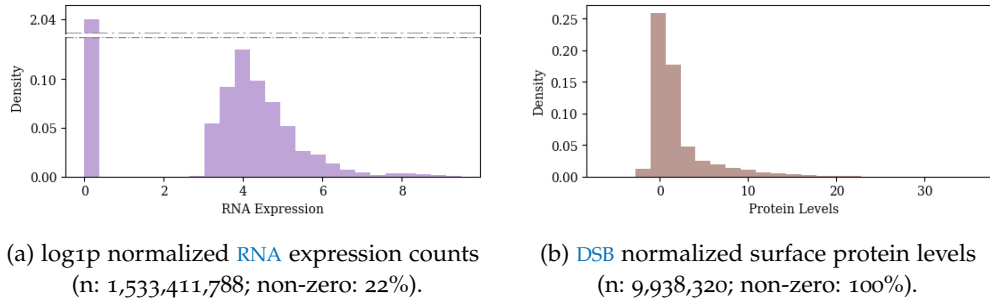 2.04
0.10
0.05
0.00
Density
0 2 4 6 8
RNA Expression
(a) log1p normalized RNA expression counts
(n: 1,533,411,788; non-zero: 22%).
0.25
0.20
0.15
0.10
0.05
0.00
Density
0 10 20 30
Protein Levels
(b) DSB normalized surface protein levels
(n: 9,938,320; non-zero: 100%).